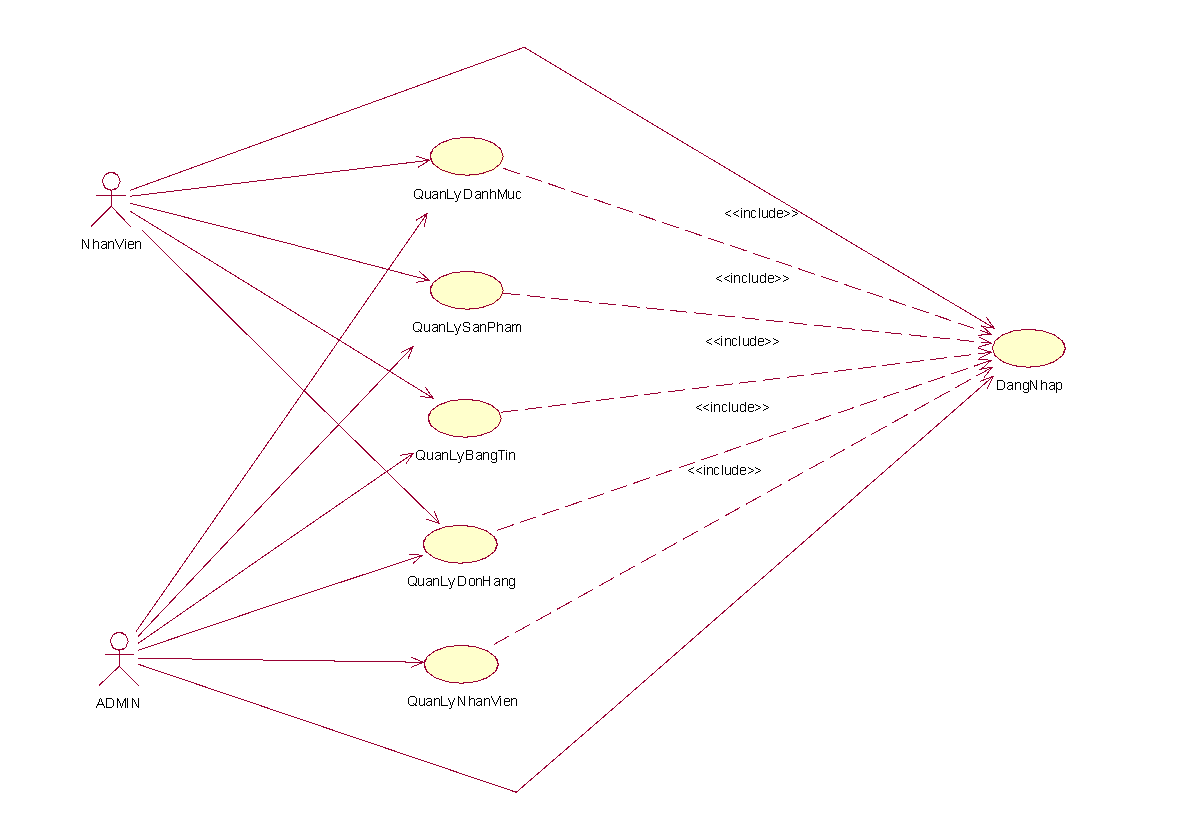 QuanLyDanhMuc
<<include>>
NhanVien
<<include>>
QuanLySanPham
<<include>>
DangNhap
<<include>>
QuanLyBangTin
<<include>>
QuanLyDonHang
ADMIN
QuanLyNhanVien